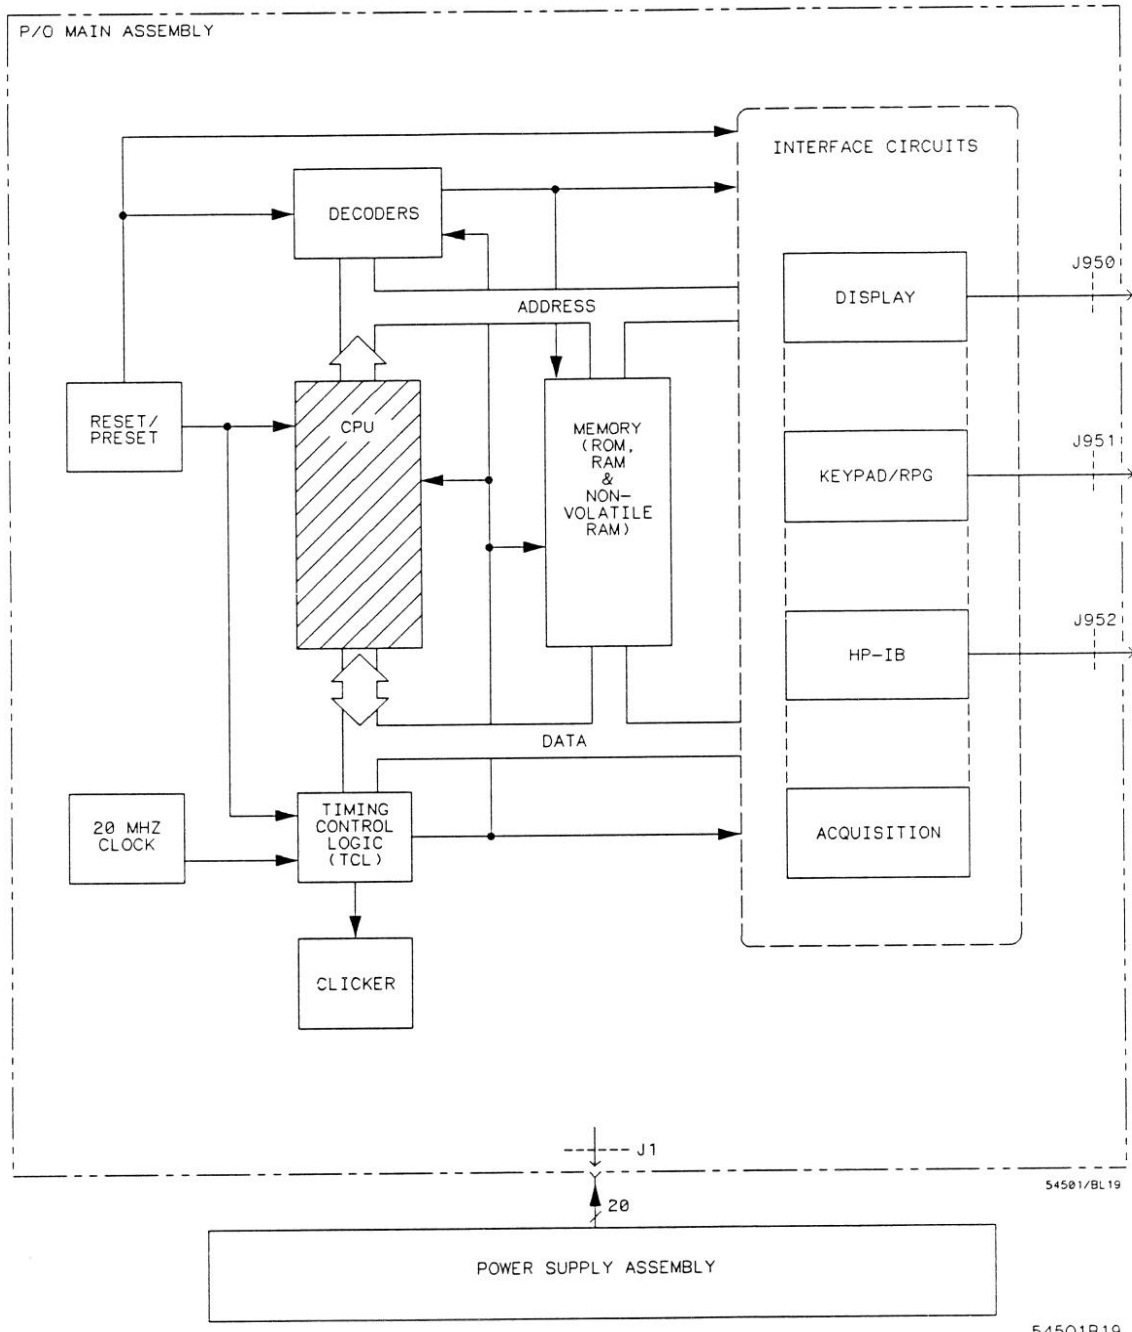 P/O MAIN ASSEMBLY
INTERFACE CIRCUITS
DECODERS
J950
DISPLAY
ADDRESS
RESET/
PRESET
CPU
MEMORY
(ROM,
RAM
&
NON-
VOLATILE
RAM)
J951
KEYPAD/RPG
J952
HP-IB
DATA
20 MHZ
CLOCK
TIMING
CONTROL
LOGIC
(TCL)
ACQUISITION
CLICKER
J1
54501/BL19
20
POWER SUPPLY ASSEMBLY
54501B19